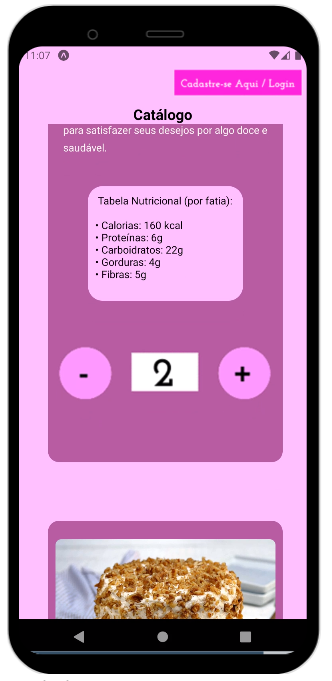 11:07
Cadastre-se Aqui / Login
Catálogo
para satisfazer seus desejos por algo doce e
saudável.
Tabela Nutricional (por fatia):
• Calorias: 160 kcal
• Proteínas: 6g
• Carboidratos: 22g
• Gorduras: 4g
• Fibras: 5g
- 2 +